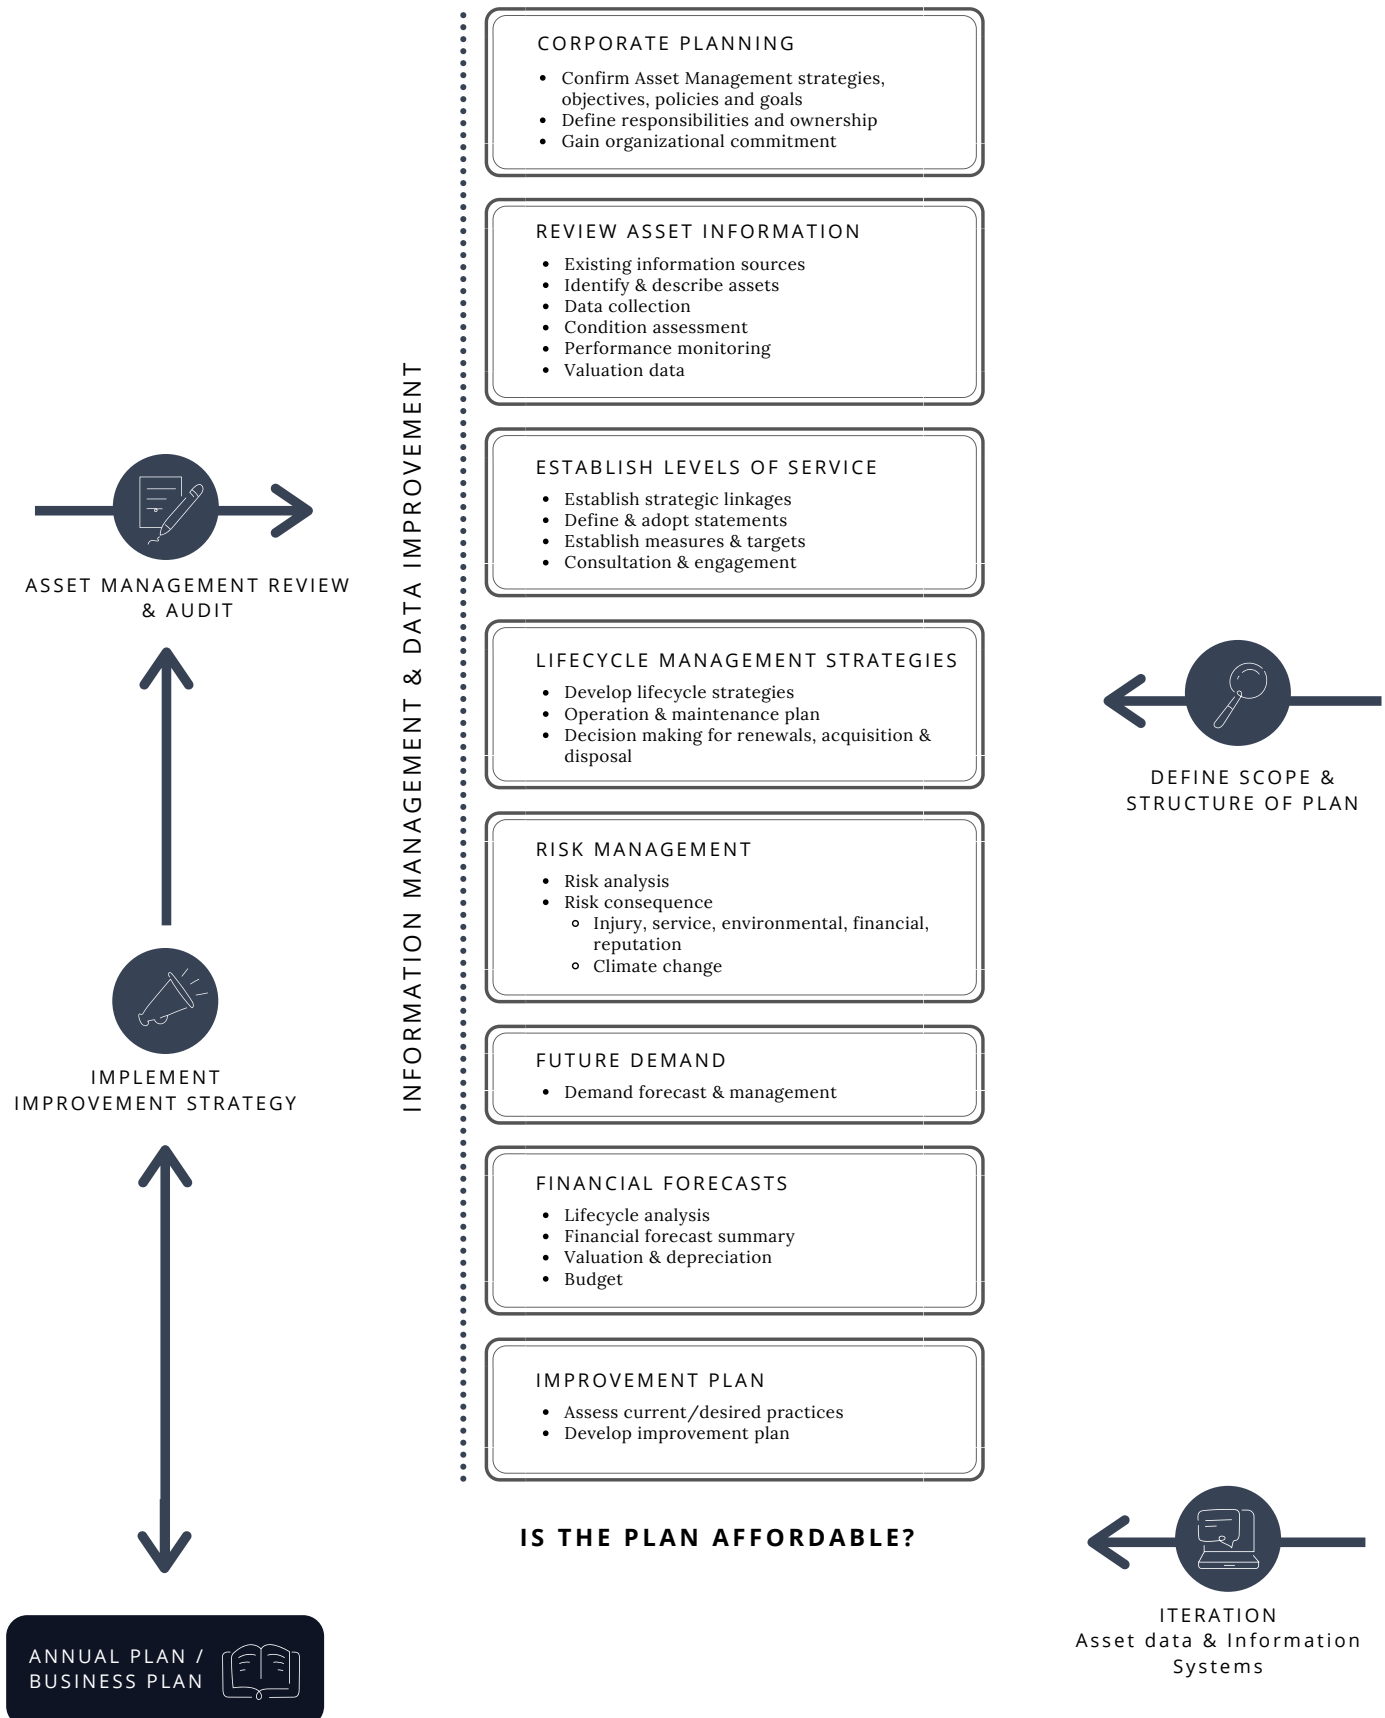 CORPORATE PLANNING
• Confirm Asset Management strategies,
objectives, policies and goals
• Define responsibilities and ownership
• Gain organizational commitment
REVIEW ASSET INFORMATION
• Existing information sources
• Identify & describe assets
• Data collection
• Condition assessment
• Performance monitoring
• Valuation data
ESTABLISH LEVELS OF SERVICE
• Establish strategic linkages
• Define & adopt statements
• Establish measures & targets
• Consultation & engagement
LIFECYCLE MANAGEMENT STRATEGIES
• Develop lifecycle strategies
• Operation & maintenance plan
• Decision making for renewals, acquisition &
disposal
RISK MANAGEMENT
• Risk analysis
• Risk consequence
◦ Injury, service, environmental, financial,
reputation
◦ Climate change
FUTURE DEMAND
• Demand forecast & management
FINANCIAL FORECASTS
• Lifecycle analysis
• Financial forecast summary
• Valuation & depreciation
• Budget
IMPROVEMENT PLAN
• Assess current/desired practices
• Develop improvement plan
IS THE PLAN AFFORDABLE?
INFORMATION MANAGEMENT & DATA IMPROVEMENT
ASSET MANAGEMENT REVIEW
& AUDIT
IMPLEMENT
IMPROVEMENT STRATEGY
ANNUAL PLAN /
BUSINESS PLAN
DEFINE SCOPE &
STRUCTURE OF PLAN
ITERATION
Asset data & Information
Systems